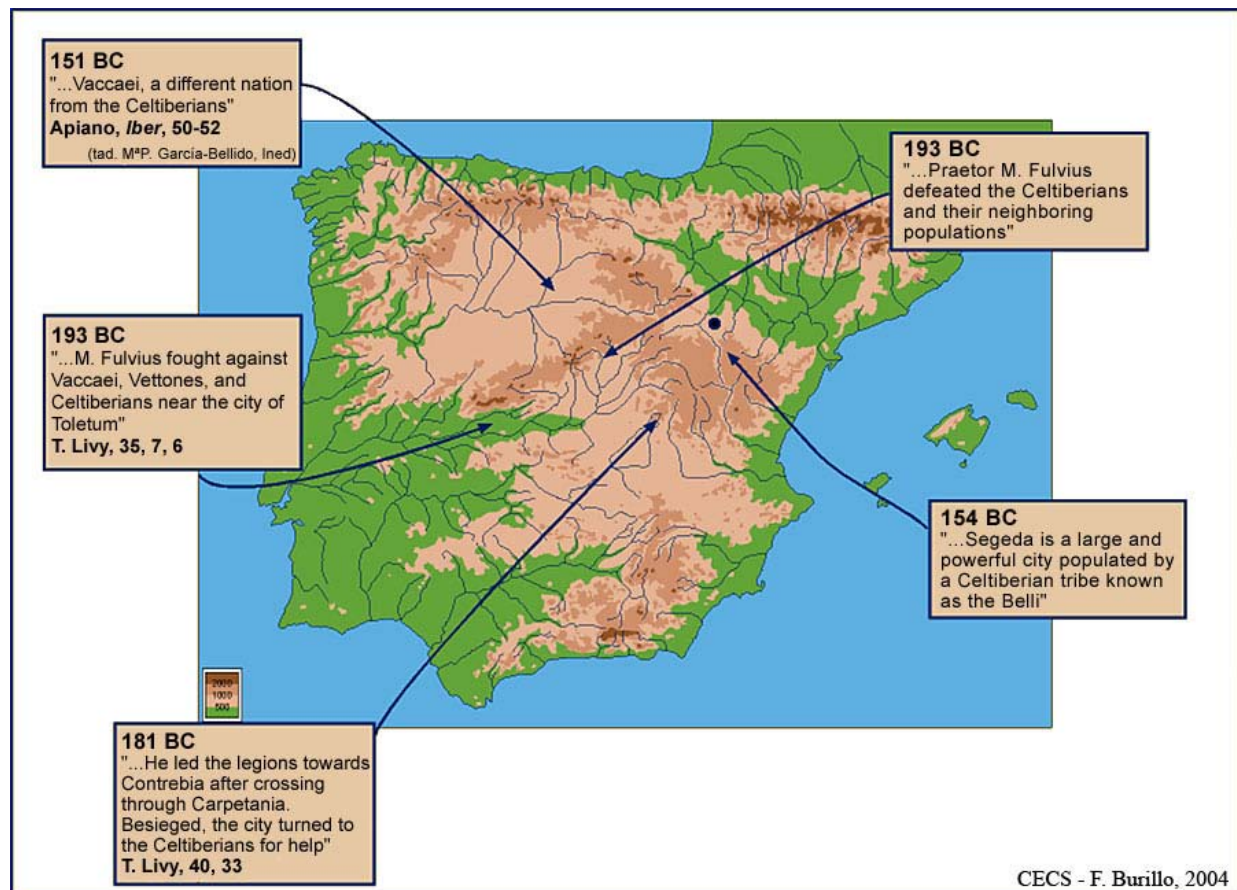 151 BC
"...Vaccaei, a different nation
from the Celtiberians"
Apiano, Iber, 50-52
(tad. MªP. García-Bellido, Ined)
193 BC
"...Praetor M. Fulvius
defeated the Celtiberians
and their neighboring
populations"
193 BC
"...M. Fulvius fought against
Vaccaei, Vettones, and
Celtiberians near the city of
Toletum"
T. Livy, 35, 7, 6
154 BC
"...Segeda is a large and
powerful city populated by
a Celtiberian tribe known
as the Belli"
2000
1000
500
181 BC
"...He led the legions towards
Contrebia after crossing
through Carpetania.
Besieged, the city turned to
the Celtiberians for help"
T. Livy, 40, 33
CECS - F. Burillo, 2004